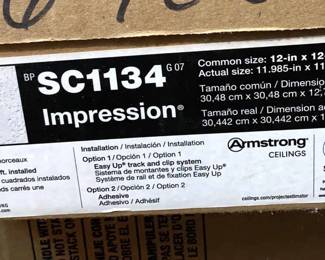 BP SC1134 G 07
Impression®
Common size: 12-in x 12
Actual size: 11.985-in x 11
Tamaño común / Dimen
30,48 cm x 30,48 cm x 12,
Tamaño real / Dimension a
30,442 cm x 30,442 cm x 1
morceaux
ft. installed
cuadrados instalados
ds carrés une
Installation / Instalación / Installation
Option 1 / Opción 1 / Option 1
Easy Up® track and clip system
Sistema de montantes y clips Easy Up®
Système de rail et de fixation Easy Up
Option 2 / Opción 2 / Option 2
Adhesive
Adhesivo / Adhésif
Armstrong™
CEILINGS
ceilings.com/projectestimator